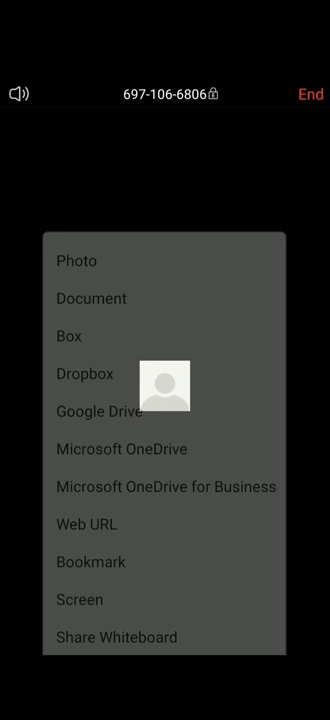 697-106-6806
End
Photo
Document
Box
Dropbox
Google Drive
Microsoft OneDrive
Microsoft OneDrive for Business
Web URL
Bookmark
Screen
Share Whiteboard